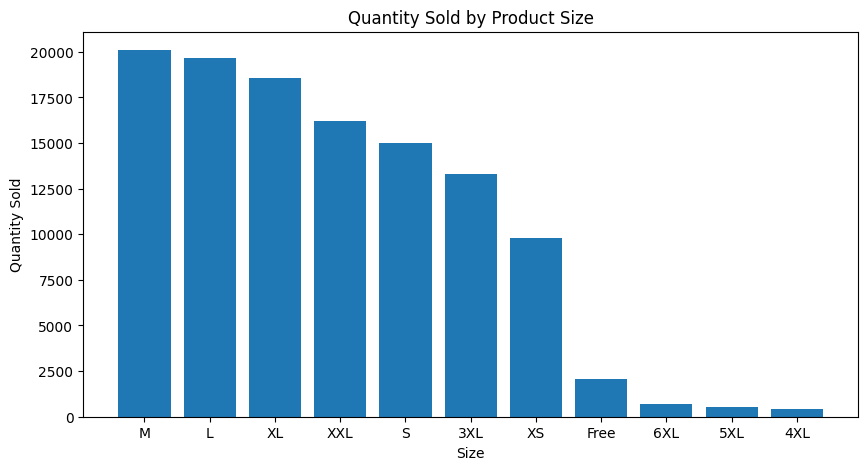 Quantity Sold by Product Size
Quantity Sold
20000
17500
15000
12500
10000
7500
5000
2500
0
M L XL XXL S 3XL XS Free 6XL 5XL 4XL
Size